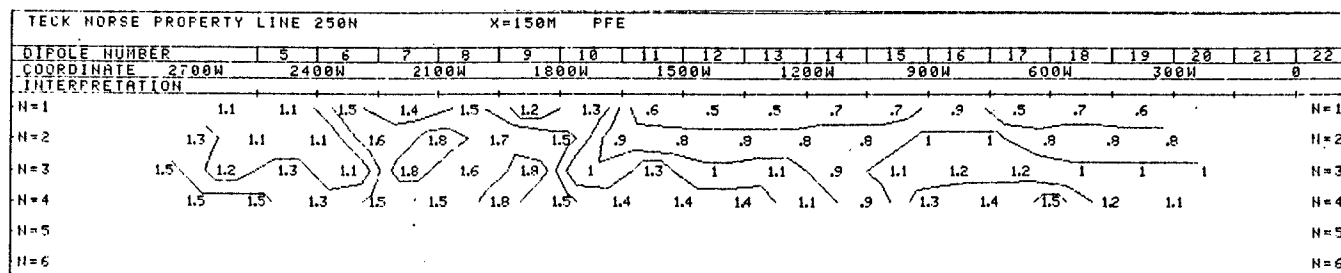 TECK NORSE PROPERTY LINE 250N X=150M PFE
DIPOLE NUMBER 5 6 7 8 9 10 11 12 13 14 15 16 17 18 19 20 21 22
COORDINATE 2700W 2400W 2100W 1800W 1500W 1200W 900W 600W 300W 0
INTERPRETATION
N=1 1.1 1.1 1.5 1.4 1.5 1.2 1.3 .6 .5 .5 .7 .7 .9 .5 .7 .6 N=1
N=2 1.3 1.1 1.1 1.6 1.8 1.7 1.5 .9 .8 .9 .8 .8 1 1 .8 .8 .8 N=2
N=3 1.5 1.2 1.3 1.1 1.8 1.6 1.8 1 1.3 1 1.1 .9 1.1 1.2 1.2 1 1 1 N=3
N=4 1.5 1.5 1.3 1.5 1.5 1.8 1.5 1.4 1.4 1.4 1.1 .9 1.3 1.4 1.5 1.2 1.1 N=4
N=5 N=5
N=6 N=6